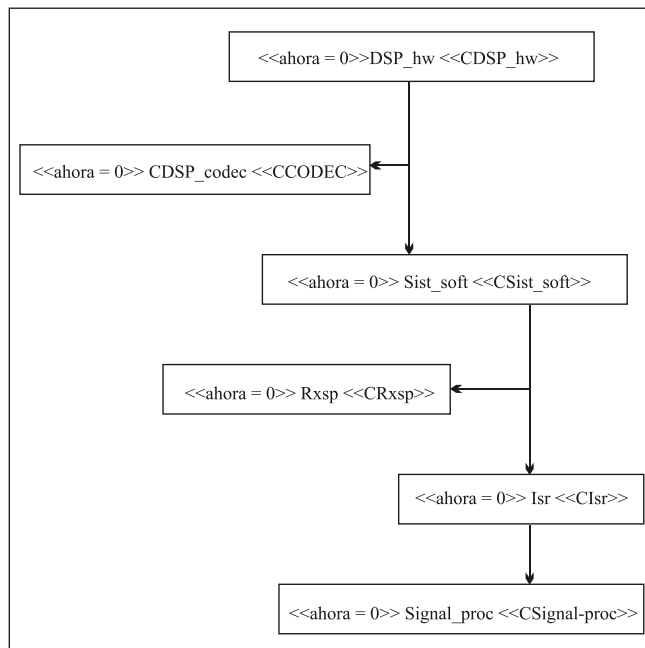 <<ahora = 0>>DSP_hw <<CDSP_hw>>
<<ahora = 0>> CDSP_codec <<CCODEC>>
<<ahora = 0>> Sist_soft <<CSist_soft>>
<<ahora = 0>> Rxsp <<CRxsp>>
<<ahora = 0>> Isr <<CIsr>>
<<ahora = 0>> Signal_proc <<CSignal-proc>>